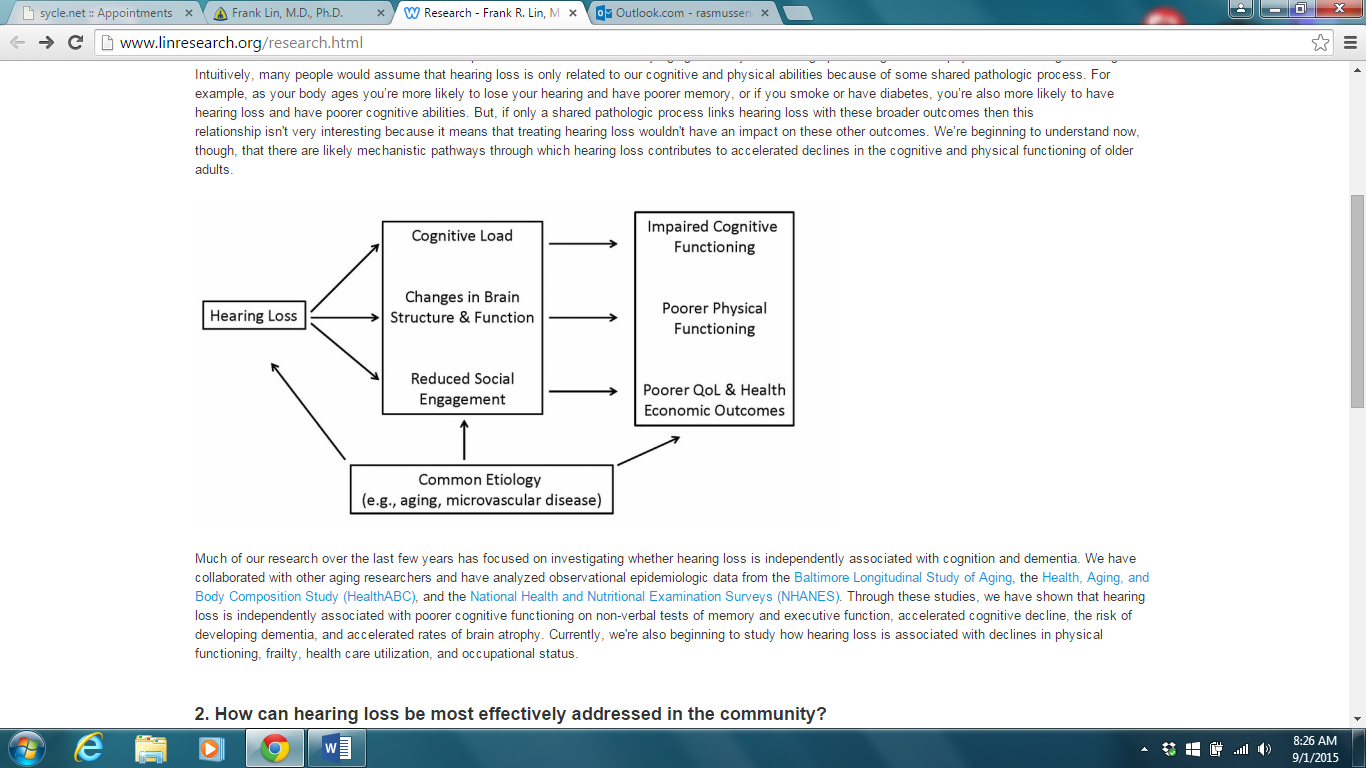 sycle.net :: Appointments
Frank Lin, M.D., Ph.D.
Research - Frank R. Lin, M
Outlook.com - rasmussen
www.linresearch.org/research.html
Intuitively, many people would assume that hearing loss is only related to our cognitive and physical abilities because of some shared pathologic process. For
example, as your body ages you're more likely to lose your hearing and have poorer memory, or if you smoke or have diabetes, you're also more likely to have
hearing loss and have poorer cognitive abilities. But, if only a shared pathologic process links hearing loss with these broader outcomes then this
relationship isn't very interesting because it means that treating hearing loss wouldn't have an impact on these other outcomes. We're beginning to understand now,
though, that there are likely mechanistic pathways through which hearing loss contributes to accelerated declines in the cognitive and physical functioning of older
adults.
Hearing Loss
Cognitive Load
Changes in Brain
Structure & Function
Reduced Social
Engagement
Impaired Cognitive
Functioning
Poorer Physical
Functioning
Poorer QoL & Health
Economic Outcomes
Common Etiology
(e.g., aging, microvascular disease)
Much of our research over the last few years has focused on investigating whether hearing loss is independently associated with cognition and dementia. We have
collaborated with other aging researchers and have analyzed observational epidemiologic data from the Baltimore Longitudinal Study of Aging, the Health, Aging, and
Body Composition Study (HealthABC), and the National Health and Nutritional Examination Surveys (NHANES). Through these studies, we have shown that hearing
loss is independently associated with poorer cognitive functioning on non-verbal tests of memory and executive function, accelerated cognitive decline, the risk of
developing dementia, and accelerated rates of brain atrophy. Currently, we're also beginning to study how hearing loss is associated with declines in physical
functioning, frailty, health care utilization, and occupational status.
2. How can hearing loss be most effectively addressed in the community?
8:26 AM
9/1/2015